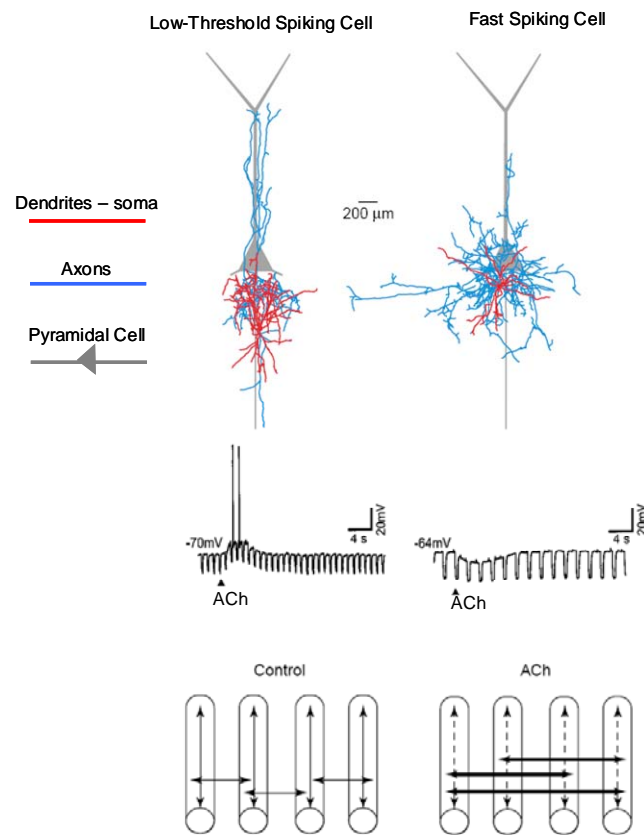 Low-Threshold Spiking Cell
Fast Spiking Cell
Dendrites – soma
Axons
Pyramidal Cell
200 µm
-70mV
4 s
20mV
ACh
-64mV
4 s
20mV
ACh
Control
ACh